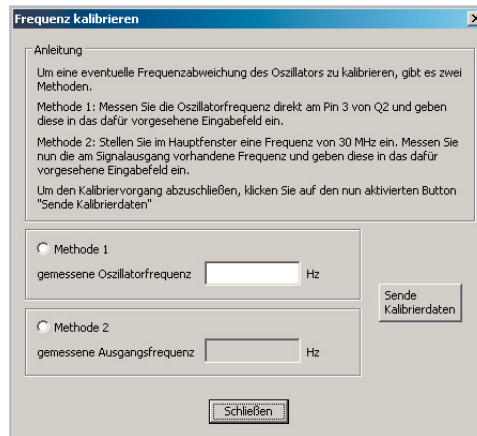 Frequenz kalibrieren
Anleitung
Um eine eventuelle Frequenzabweichung des Oszillators zu kalibrieren, gibt es zwei
Methoden.
Methode 1: Messen Sie die Oszillatorfrequenz direkt am Pin 3 von Q2 und geben
diese in das dafür vorgesehene Eingabefeld ein.
Methode 2: Stellen Sie im Hauptfenster eine Frequenz von 30 MHz ein. Messen Sie
nun die am Signalausgang vorhandene Frequenz und geben diese in das dafür
vorgesehene Eingabefeld ein.
Um den Kalibriervorgang abzuschließen, klicken Sie auf den nun aktivierten Button
"Sende Kalibrierdaten"
Methode 1
gemessene Oszillatorfrequenz Hz
Sende
Kalibrierdaten
Methode 2
gemessene Ausgangsfrequenz Hz
Schließen